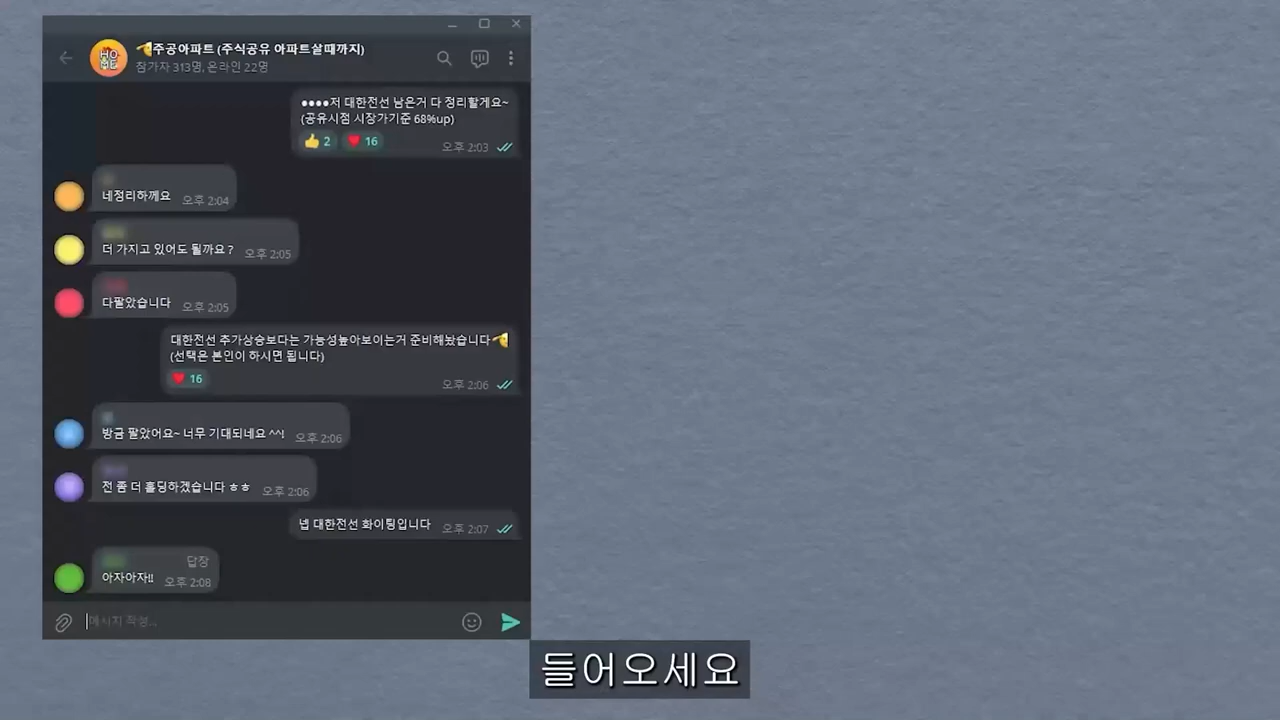 주공아파트 (주식공유 아파트살때까지)
참가자 313명, 온라인 22명
●●●●저 대한전선 남은거 다 정리할게요~
(공유시점 시장가기준 68%up)
👍 2 ❤ 16 오후 2:03
네정리하께요 오후 2:04
더 가지고 있어도 될까요? 오후 2:05
다팔았습니다 오후 2:05
대한전선 추가상승보다는 가능성높아보이는거 준비해놨습니다
(선택은 본인이 하시면 됩니다)
❤ 16 오후 2:06
방금 팔았어요~ 너무 기대되네요 ^^! 오후 2:06
전 좀 더 홀딩하겠습니다 ㅎㅎ 오후 2:06
넵 대한전선 화이팅입니다 오후 2:07
답장
아자아자!! 오후 2:08
메시지 작성...
들어오세요